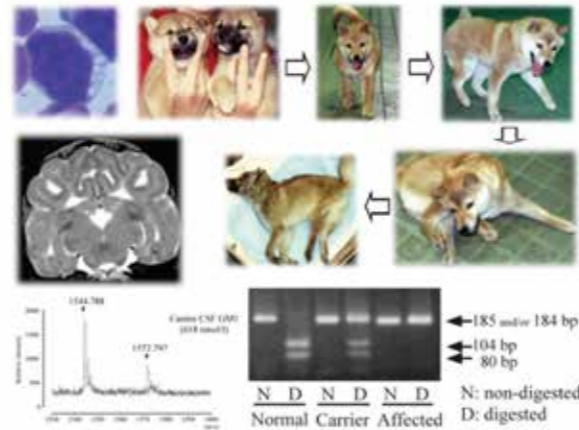 1544.788
Canine CSF GM1
1572.797
185 and/or 184 bp
104 bp
80 bp
N D N D N D
Normal Carrier Affected
N: non-digested
D: digested